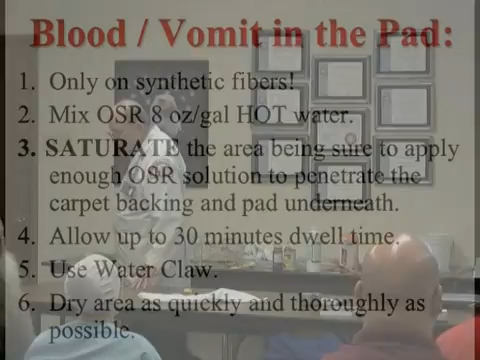 Blood / Vomit in the Pad:
1. Only on synthetic fibers!
2. Mix OSR 8 oz/gal HOT water.
3. SATURATE the area being sure to apply
enough OSR solution to penetrate the
carpet backing and pad underneath.
4. Allow up to 30 minutes dwell time.
5. Use Water Claw.
6. Dry area as quickly and thoroughly as
possible.